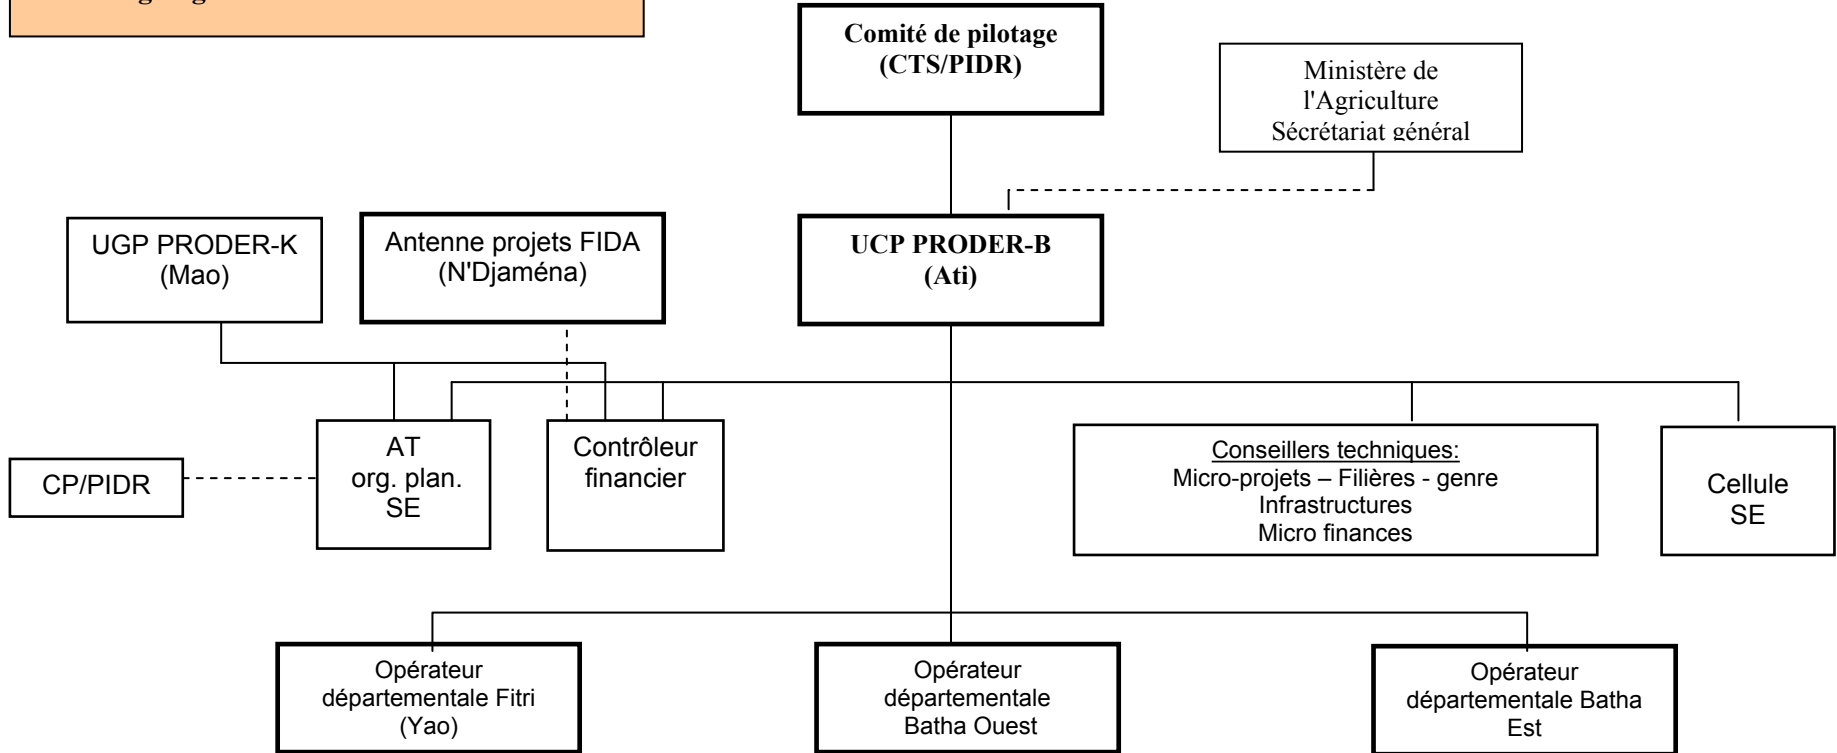 Comité de pilotage
(CTS/PIDR)
Ministère de
l'Agriculture
Sécrétariat général
UGP PRODER-K
(Mao)
Antenne projets FIDA
(N'Djaména)
UCP PRODER-B
(Ati)
CP/PIDR
AT
org. plan.
SE
Contrôleur
financier
Conseillers techniques:
Micro-projets – Filières - genre
Infrastructures
Micro finances
Cellule
SE
Opérateur
départementale Fitri
(Yao)
Opérateur
départementale
Batha Ouest
Opérateur
départementale Batha
Est